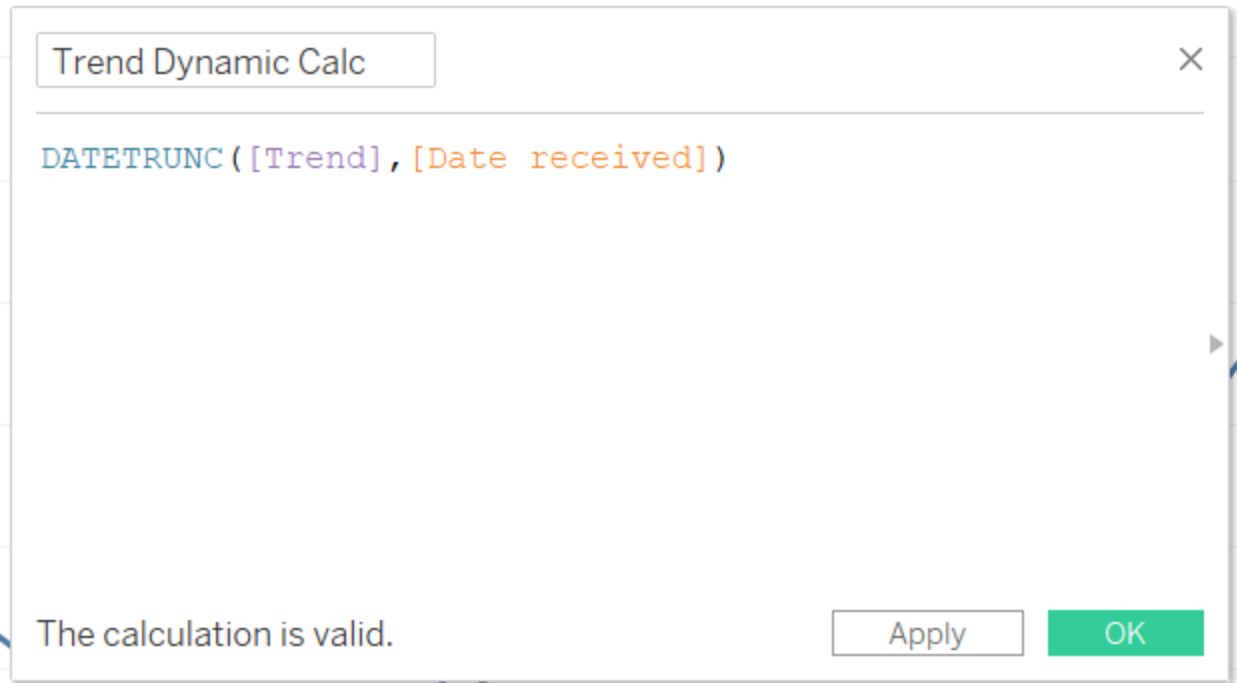 Trend Dynamic Calc
DATETRUNC([Trend],[Date received])
The calculation is valid.
Apply
OK